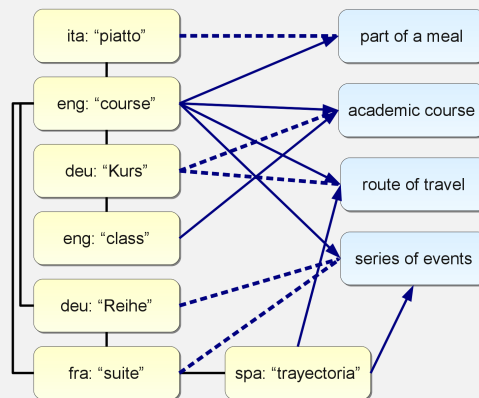 ita: “piatto”
part of a meal
eng: “course”
academic course
deu: “Kurs”
route of travel
eng: “class”
series of events
deu: “Reihe”
fra: “suite”
spa: “trayectoria”